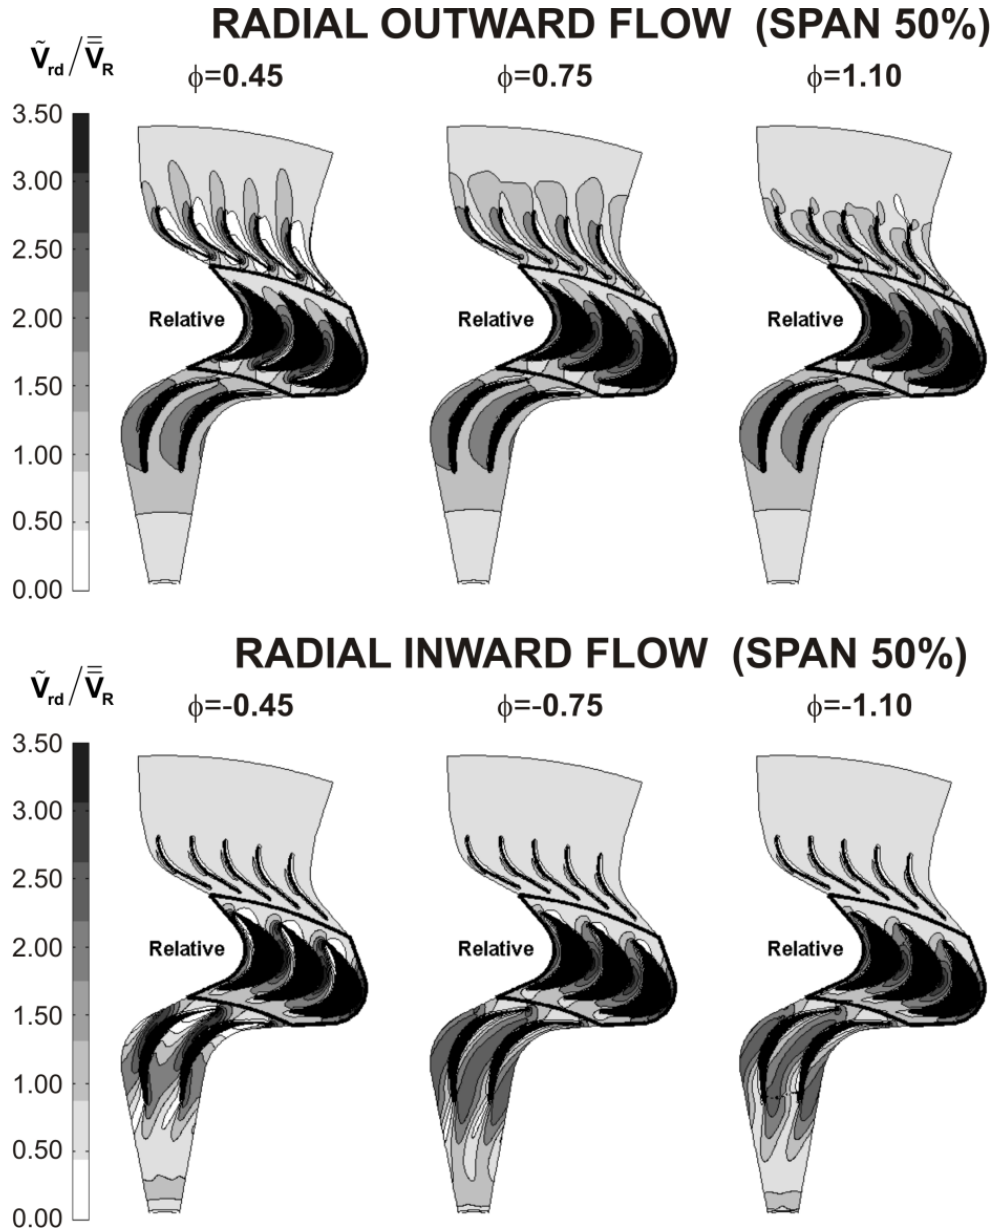 RADIAL OUTWARD FLOW (SPAN 50%)
Ṽrd/V̿R
ϕ=0.45 ϕ=0.75 ϕ=1.10
3.50
3.00
2.50
2.00
1.50
1.00
0.50
0.00
Relative Relative Relative
RADIAL INWARD FLOW (SPAN 50%)
Ṽrd/V̿R
ϕ=-0.45 ϕ=-0.75 ϕ=-1.10
3.50
3.00
2.50
2.00
1.50
1.00
0.50
0.00
Relative Relative Relative